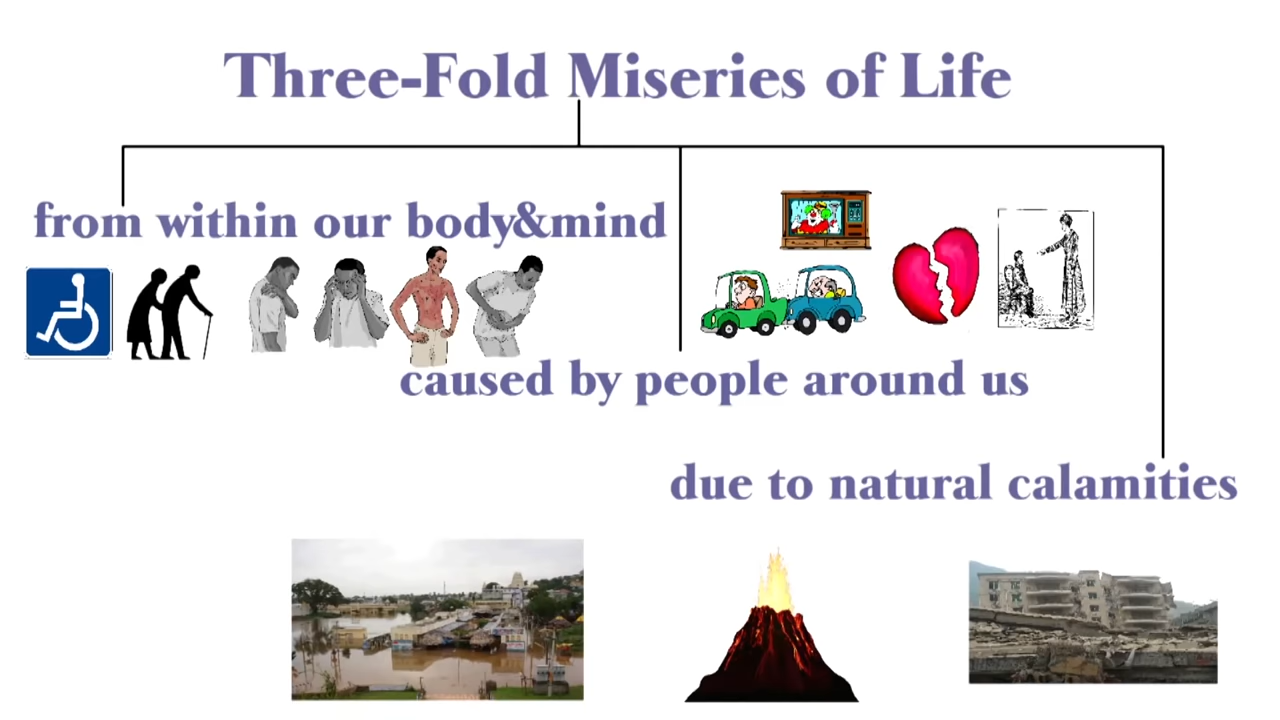 Three-Fold Miseries of Life
from within our body&mind
caused by people around us
due to natural calamities